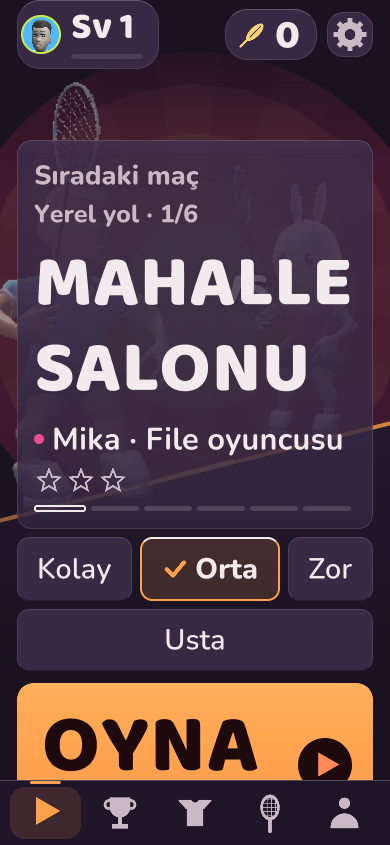 Sv 1
0
Sıradaki maç
Yerel yol · 1/6
MAHALLE
SALONU
Mika · File oyuncusu
Kolay
Orta
Zor
Usta
OYNA